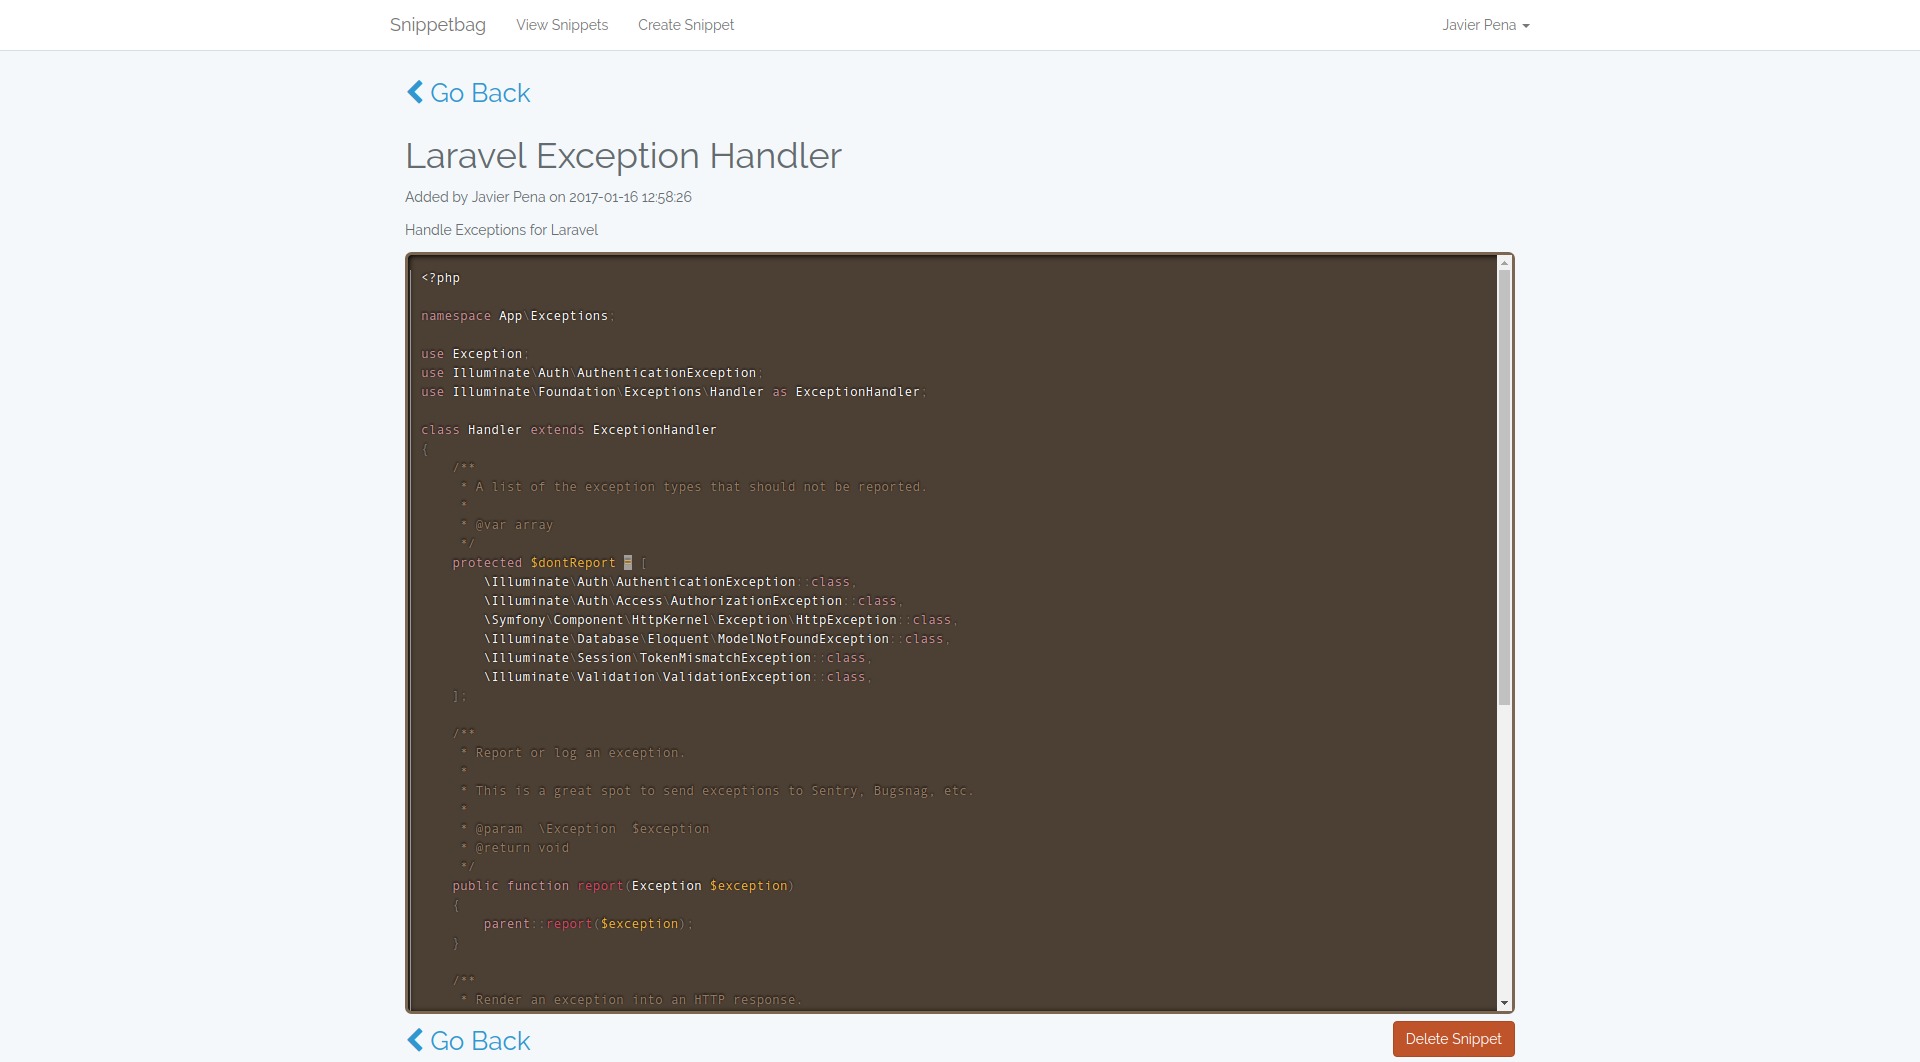 Snippetbag View Snippets Create Snippet Javier Pena
Go Back
Laravel Exception Handler
Added by Javier Pena on 2017-01-16 12:58:26
Handle Exceptions for Laravel
<?php
namespace App\Exceptions;
use Exception;
use Illuminate\Auth\AuthenticationException;
use Illuminate\Foundation\Exceptions\Handler as ExceptionHandler;
class Handler extends ExceptionHandler
{
    /**
     * A list of the exception types that should not be reported.
     *
     * @var array
     */
    protected $dontReport = [
        \Illuminate\Auth\AuthenticationException::class,
        \Illuminate\Auth\Access\AuthorizationException::class,
        \Symfony\Component\HttpKernel\Exception\HttpException::class,
        \Illuminate\Database\Eloquent\ModelNotFoundException::class,
        \Illuminate\Session\TokenMismatchException::class,
        \Illuminate\Validation\ValidationException::class,
    ];
    /**
     * Report or log an exception.
     *
     * This is a great spot to send exceptions to Sentry, Bugsnag, etc.
     *
     * @param  \Exception  $exception
     * @return void
     */
    public function report(Exception $exception)
    {
        parent::report($exception);
    }
    /**
     * Render an exception into an HTTP response.
Go Back Delete Snippet